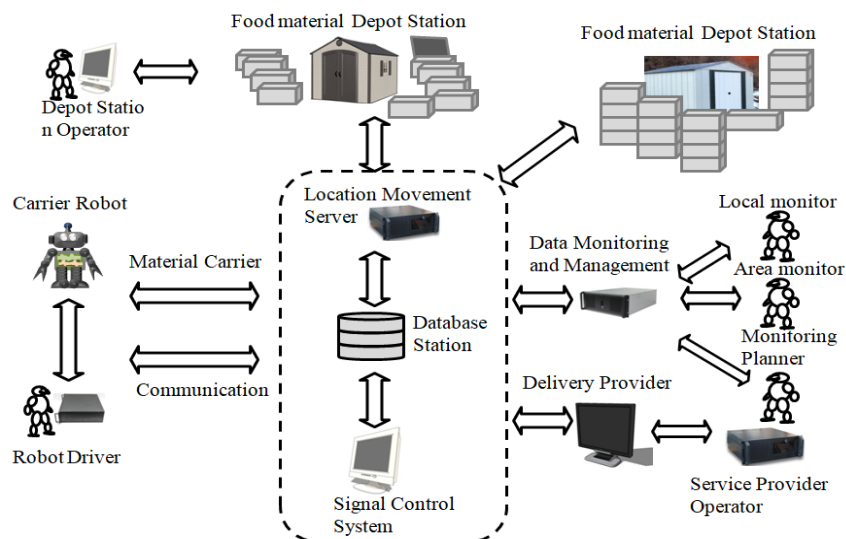 Food material Depot Station
Food material Depot Station
Depot Statio
n Operator
Location Movement
Server
Local monitor
Carrier Robot
Data Monitoring
and Management
Material Carrier
Area monitor
Database
Station
Monitoring
Planner
Communication
Delivery Provider
Robot Driver
Signal Control
System
Service Provider
Operator